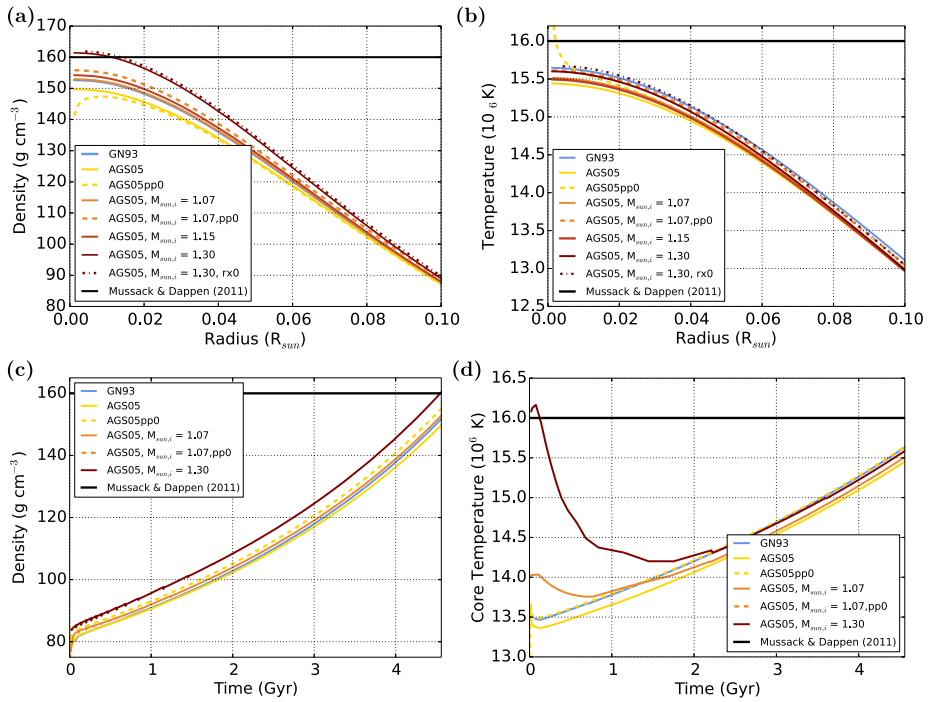 (a)
170
160
150
140
130
120
110
100
90
80
Density (g cm⁻³)
GN93
AGS05
AGS05pp0
AGS05, M_sun,i = 1.07
AGS05, M_sun,i = 1.07,pp0
AGS05, M_sun,i = 1.15
AGS05, M_sun,i = 1.30
AGS05, M_sun,i = 1.30, rx0
Mussack & Dappen (2011)
0.00 0.02 0.04 0.06 0.08 0.10
Radius (R_sun)
(b)
16.0
15.5
15.0
14.5
14.0
13.5
13.0
12.5
Temperature (10 ₆ K)
GN93
AGS05
AGS05pp0
AGS05, M_sun,i = 1.07
AGS05, M_sun,i = 1.07,pp0
AGS05, M_sun,i = 1.15
AGS05, M_sun,i = 1.30
AGS05, M_sun,i = 1.30, rx0
Mussack & Dappen (2011)
0.00 0.02 0.04 0.06 0.08 0.10
Radius (R_sun)
(c)
160
140
120
100
80
Density (g cm⁻³)
GN93
AGS05
AGS05pp0
AGS05, M_sun,i = 1.07
AGS05, M_sun,i = 1.07,pp0
AGS05, M_sun,i = 1.30
Mussack & Dappen (2011)
0 1 2 3 4
Time (Gyr)
(d)
16.5
16.0
15.5
15.0
14.5
14.0
13.5
13.0
Core Temperature (10⁶ K)
GN93
AGS05
AGS05pp0
AGS05, M_sun,i = 1.07
AGS05, M_sun,i = 1.07,pp0
AGS05, M_sun,i = 1.30
Mussack & Dappen (2011)
0 1 2 3 4
Time (Gyr)